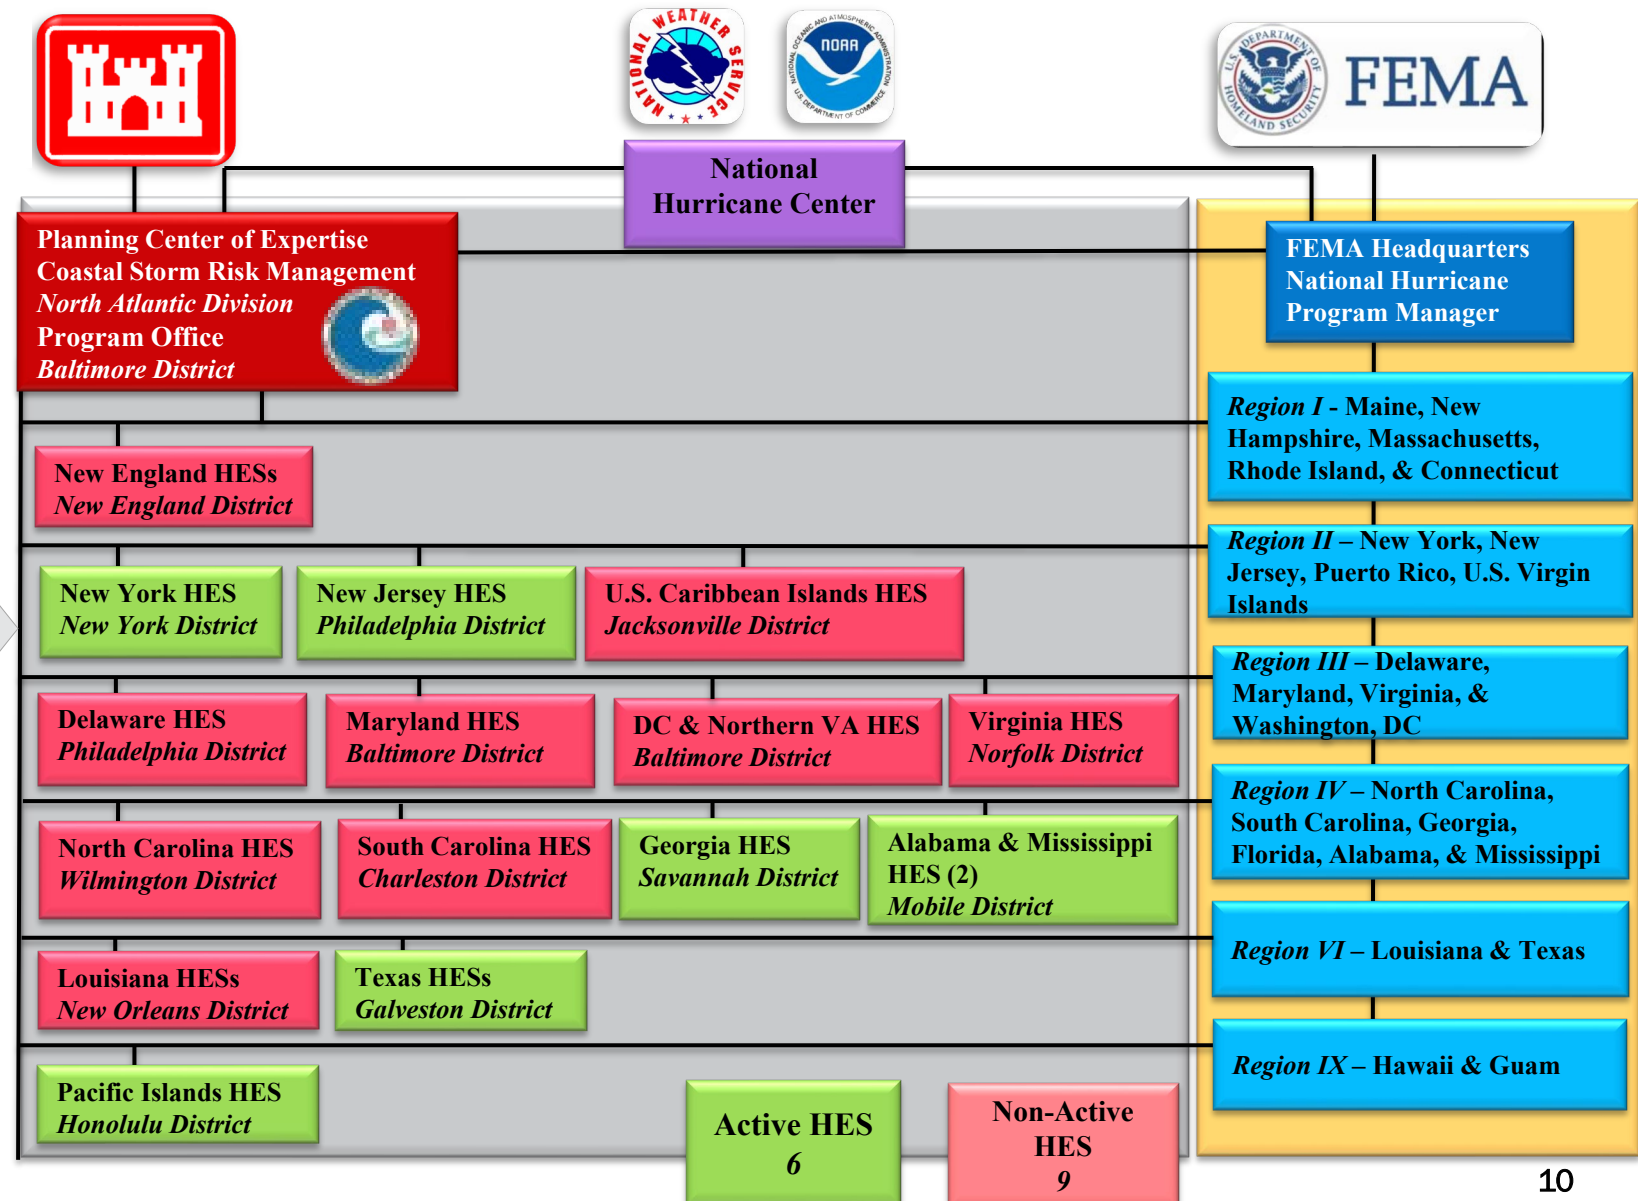 NATIONAL WEATHER SERVICE
NATIONAL OCEANIC AND ATMOSPHERIC ADMINISTRATION
NOAA
U.S. DEPARTMENT OF COMMERCE
U.S. DEPARTMENT OF
HOMELAND SECURITY
FEMA
National
Hurricane Center
Planning Center of Expertise
Coastal Storm Risk Management
North Atlantic Division
Program Office
Baltimore District
FEMA Headquarters
National Hurricane
Program Manager
Region I - Maine, New
Hampshire, Massachusetts,
Rhode Island, & Connecticut
New England HESs
New England District
Region II – New York, New
Jersey, Puerto Rico, U.S. Virgin
Islands
New York HES
New York District
New Jersey HES
Philadelphia District
U.S. Caribbean Islands HES
Jacksonville District
Region III – Delaware,
Maryland, Virginia, &
Washington, DC
Delaware HES
Philadelphia District
Maryland HES
Baltimore District
DC & Northern VA HES
Baltimore District
Virginia HES
Norfolk District
Region IV – North Carolina,
South Carolina, Georgia,
Florida, Alabama, & Mississippi
North Carolina HES
Wilmington District
South Carolina HES
Charleston District
Georgia HES
Savannah District
Alabama & Mississippi
HES (2)
Mobile District
Region VI – Louisiana & Texas
Louisiana HESs
New Orleans District
Texas HESs
Galveston District
Region IX – Hawaii & Guam
Pacific Islands HES
Honolulu District
Active HES
6
Non-Active
HES
9
10